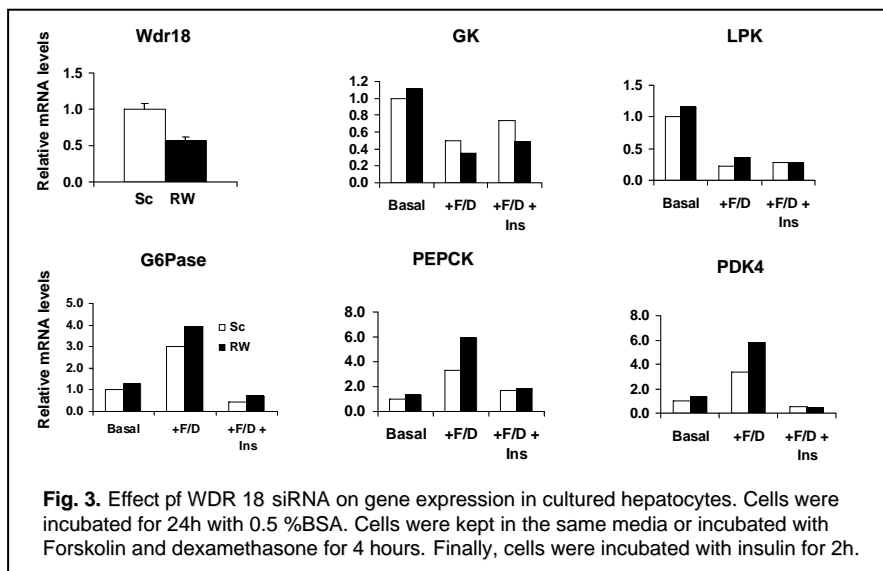 Wdr18
GK
LPK
Relative mRNA levels
1.5
1.0
0.5
0.0
Sc RW
1.2
1.0
0.8
0.6
0.4
0.2
0.0
Basal +F/D +F/D +
Ins
1.5
1.0
0.5
0.0
Basal +F/D +F/D +
Ins
G6Pase
PEPCK
PDK4
Relative mRNA levels
5.0
4.0
3.0
2.0
1.0
0.0
Sc
RW
Basal +F/D +F/D +
Ins
8.0
6.0
4.0
2.0
0.0
Basal +F/D +F/D +
Ins
8.0
6.0
4.0
2.0
0.0
Basal +F/D +F/D +
Ins
Fig. 3. Effect pf WDR 18 siRNA on gene expression in cultured hepatocytes. Cells were
incubated for 24h with 0.5 %BSA. Cells were kept in the same media or incubated with
Forskolin and dexamethasone for 4 hours. Finally, cells were incubated with insulin for 2h.